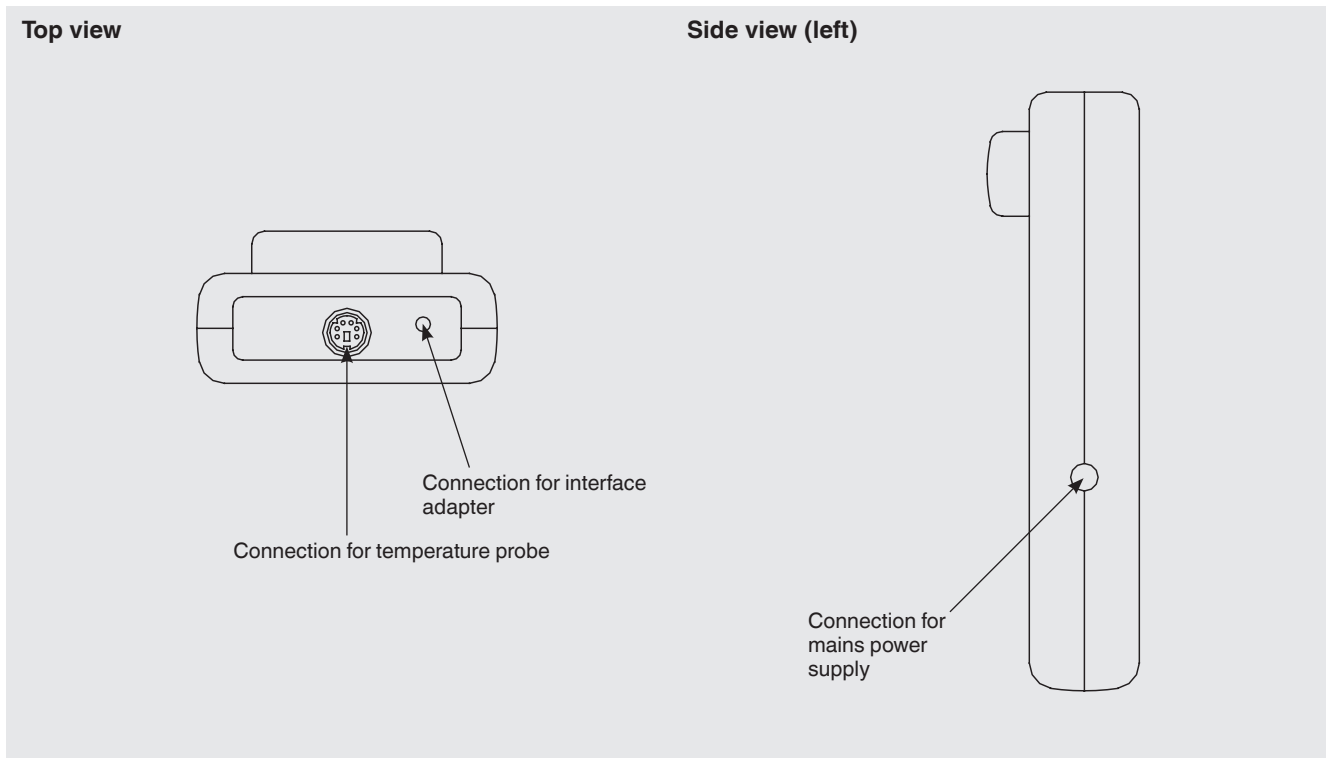 Top view
Side view (left)
Connection for interface
adapter
Connection for temperature probe
Connection for
mains power
supply